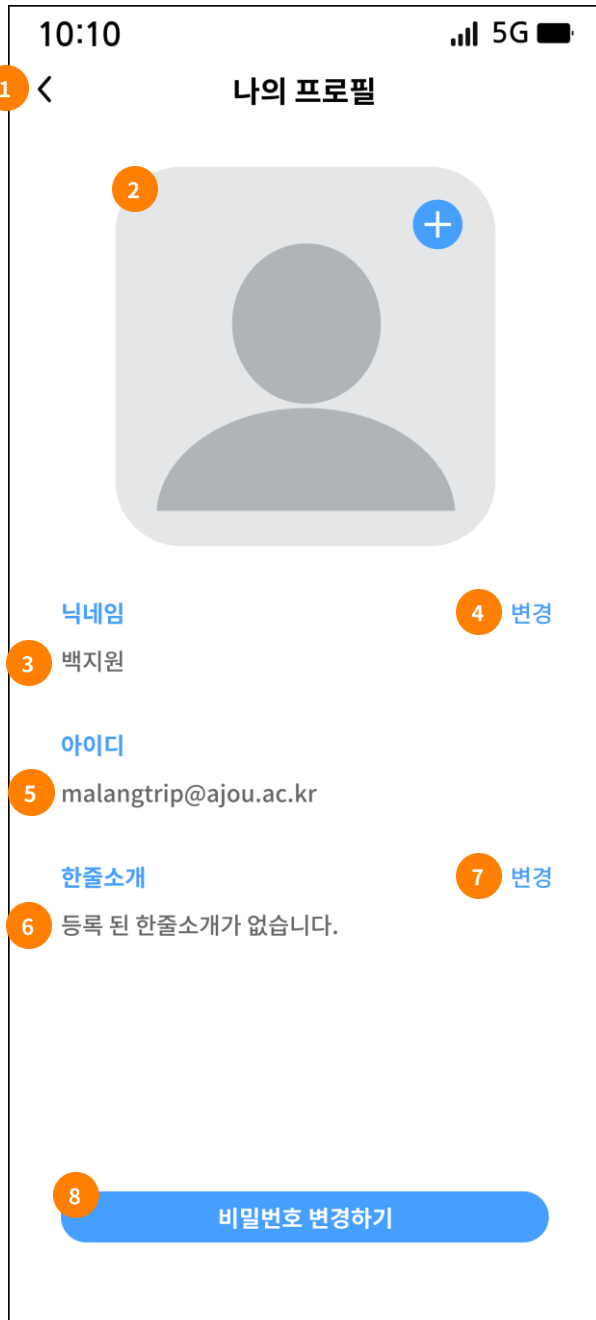 10:10 5G
1 나의 프로필
2
닉네임 4 변경
3 백지원
아이디
5 malangtrip@ajou.ac.kr
한줄소개 7 변경
6 등록 된 한줄소개가 없습니다.
8
비밀번호 변경하기